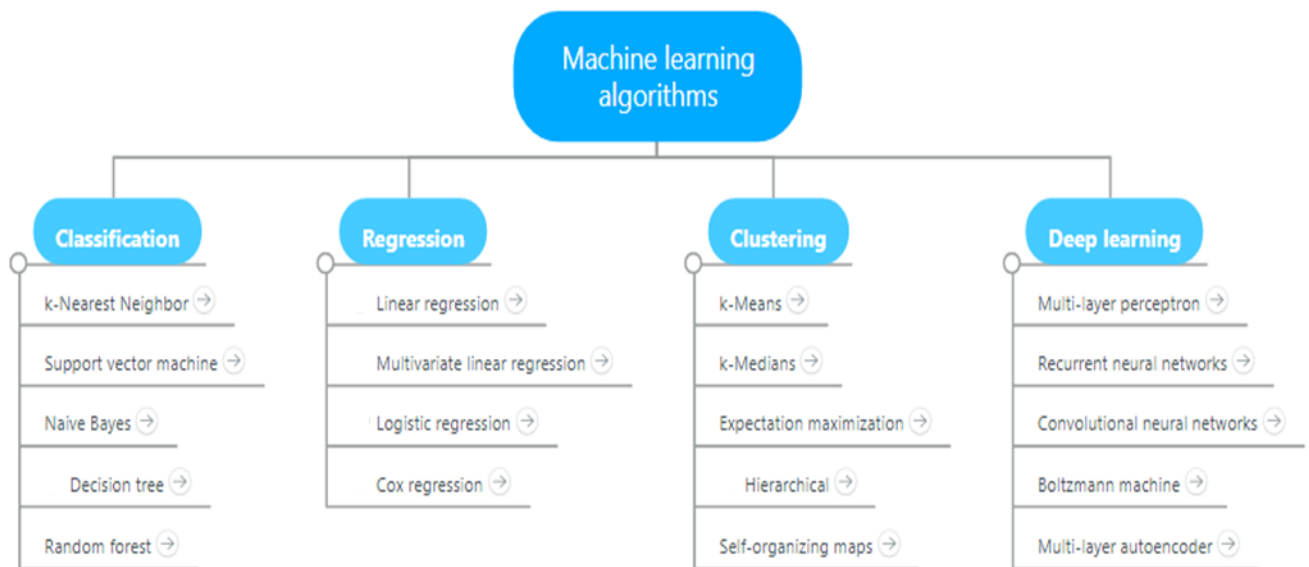 Machine learning
algorithms
Classification
k-Nearest Neighbor
Support vector machine
Naive Bayes
Decision tree
Random forest
Regression
Linear regression
Multivariate linear regression
Logistic regression
Cox regression
Clustering
k-Means
k-Medians
Expectation maximization
Hierarchical
Self-organizing maps
Deep learning
Multi-layer perceptron
Recurrent neural networks
Convolutional neural networks
Boltzmann machine
Multi-layer autoencoder